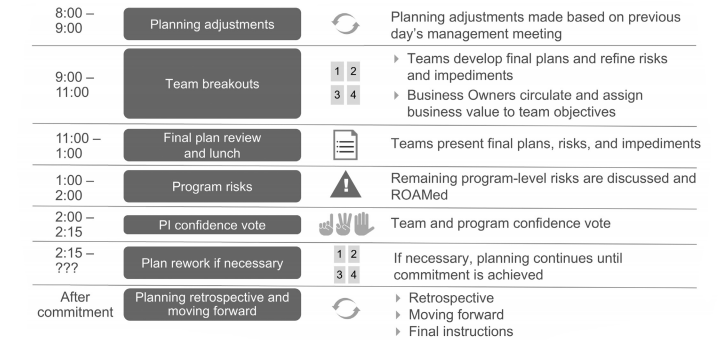 8:00 –
9:00
Planning adjustments
Planning adjustments made based on previous
day's management meeting
9:00 –
11:00
Team breakouts
1 2
3 4
Teams develop final plans and refine risks
and impediments
Business Owners circulate and assign
business value to team objectives
11:00 –
1:00
Final plan review
and lunch
Teams present final plans, risks, and impediments
1:00 –
2:00
Program risks
Remaining program-level risks are discussed and
ROAMed
2:00 –
2:15
PI confidence vote
Team and program confidence vote
2:15 –
???
Plan rework if necessary
1 2
3 4
If necessary, planning continues until
commitment is achieved
After
commitment
Planning retrospective and
moving forward
Retrospective
Moving forward
Final instructions